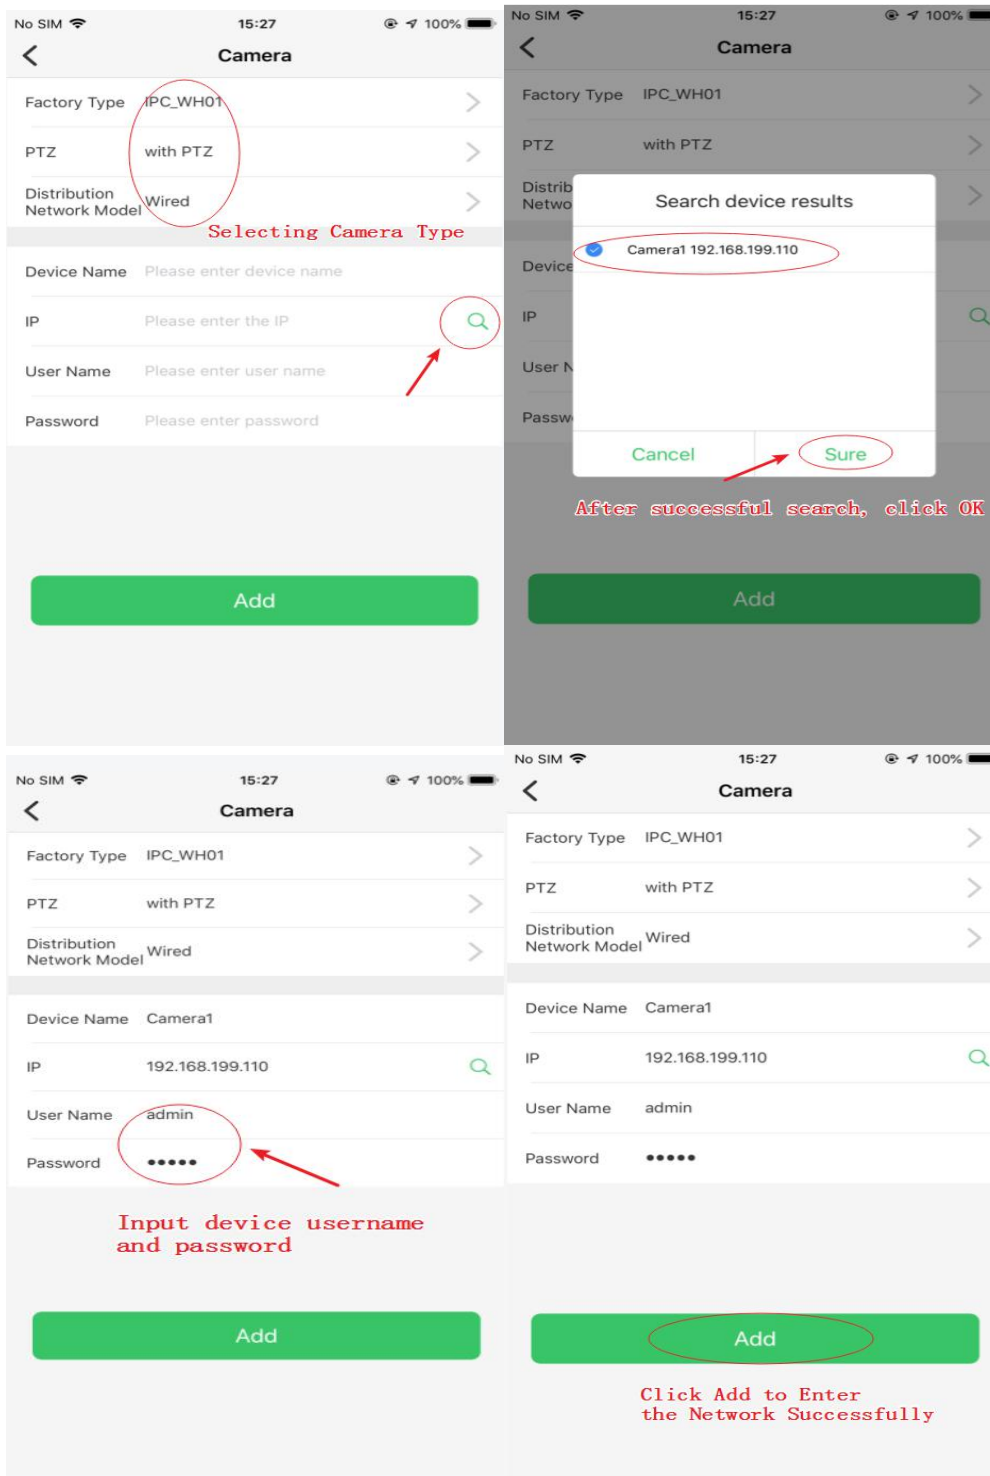 No SIM 15:27 100%
Camera
Factory Type IPC_WH01
PTZ with PTZ
Distribution
Network Model Wired
Selecting Camera Type
Device Name Please enter device name
IP Please enter the IP
User Name Please enter user name
Password Please enter password
Add
No SIM 15:27 100%
Camera
Factory Type IPC_WH01
PTZ with PTZ
Distrib
Netwo
Search device results
Camera1 192.168.199.110
Device
IP
User N
Passw
Cancel Sure
After successful search, click OK
Add
No SIM 15:27 100%
Camera
Factory Type IPC_WH01
PTZ with PTZ
Distribution
Network Model Wired
Device Name Camera1
IP 192.168.199.110
User Name admin
Password •••••
Input device username
and password
Add
No SIM 15:27 100%
Camera
Factory Type IPC_WH01
PTZ with PTZ
Distribution
Network Model Wired
Device Name Camera1
IP 192.168.199.110
User Name admin
Password •••••
Add
Click Add to Enter
the Network Successfully